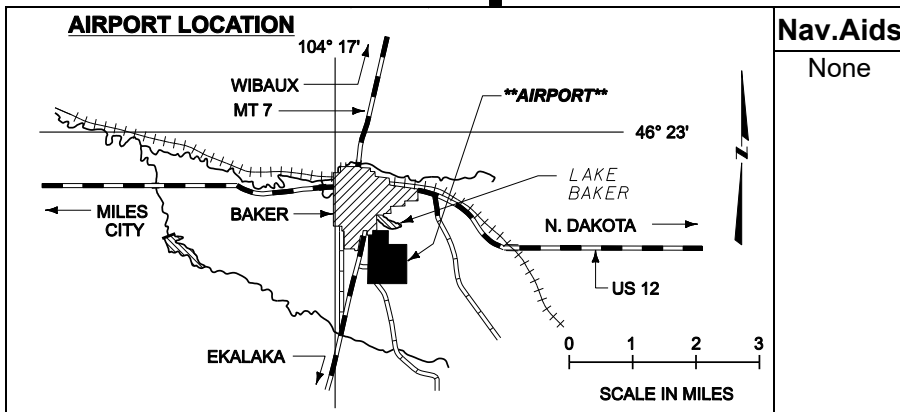 AIRPORT LOCATION
104° 17'
WIBAUX
MT 7
**AIRPORT**
46° 23'
LAKE
BAKER
MILES
CITY
BAKER
N. DAKOTA
US 12
EKALAKA
0 1 2 3
SCALE IN MILES
N
Nav.Aids
None